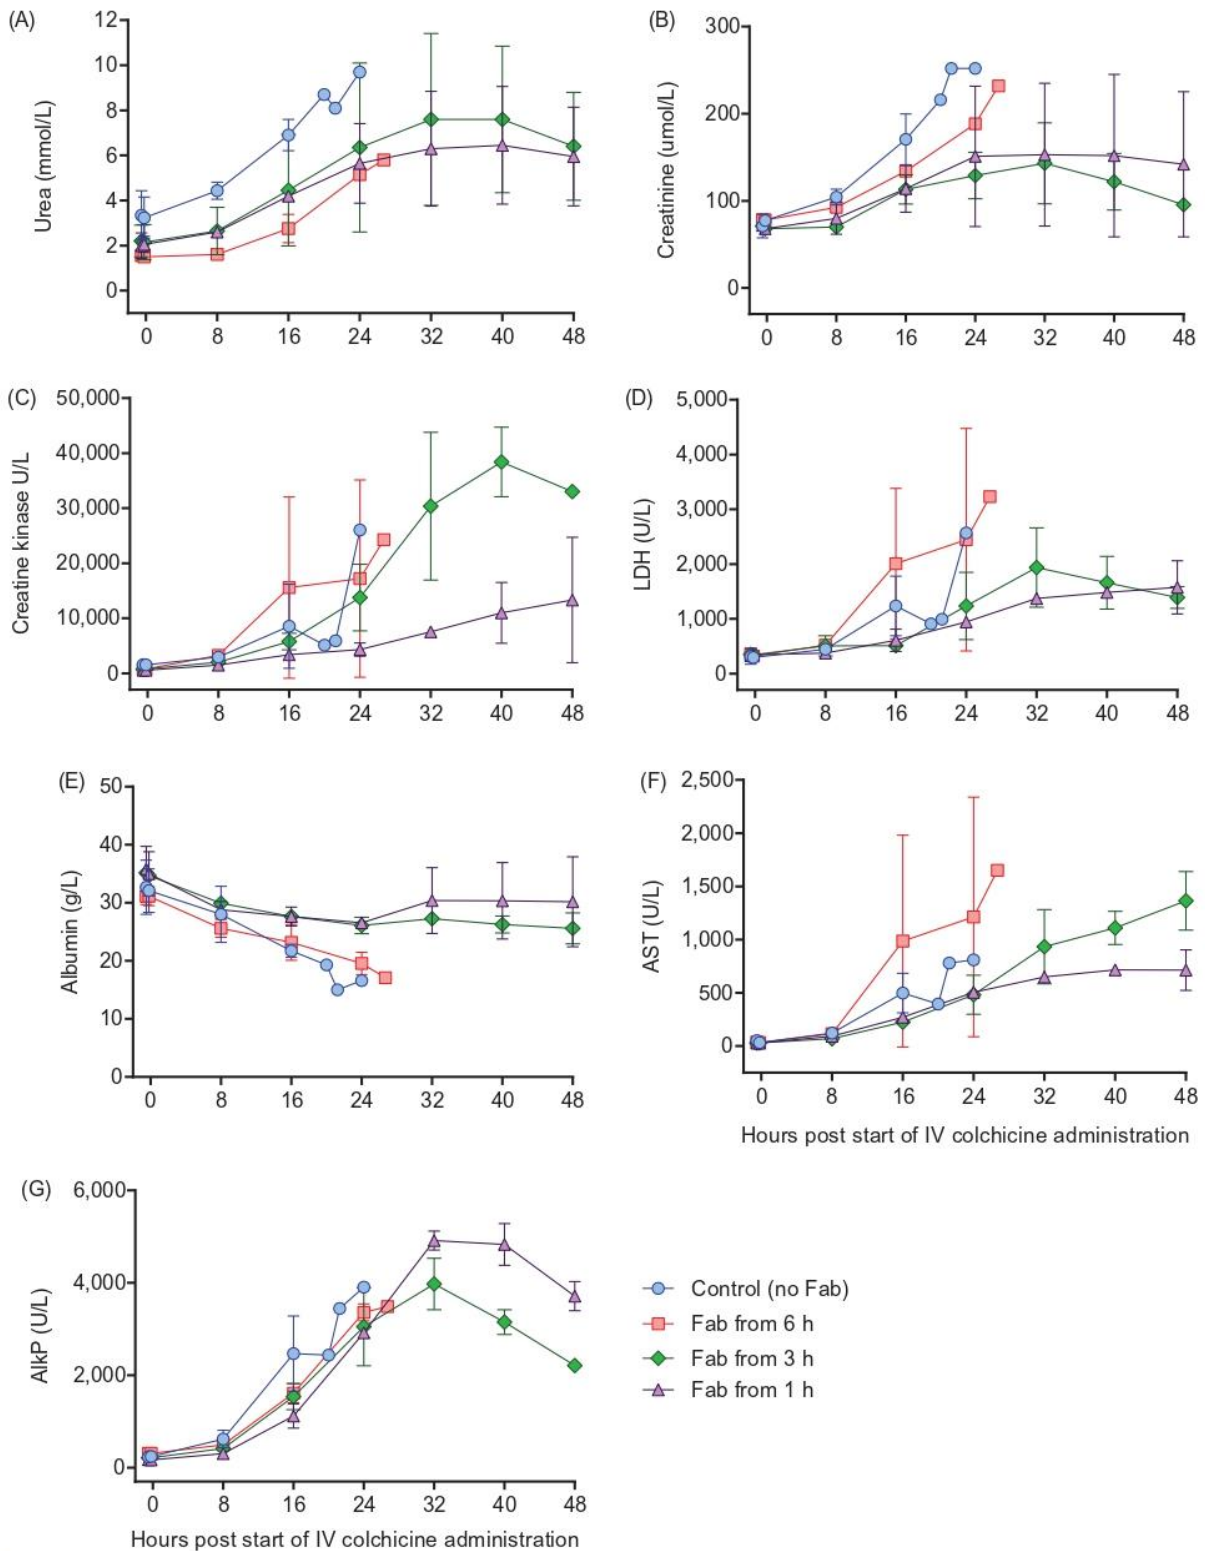 (A)
Urea (mmol/L)
12
10
8
6
4
2
0
0 8 16 24 32 40 48
(B)
Creatinine (umol/L)
300
200
100
0
0 8 16 24 32 40 48
(C)
Creatine kinase U/L
50,000
40,000
30,000
20,000
10,000
0
0 8 16 24 32 40 48
(D)
LDH (U/L)
5,000
4,000
3,000
2,000
1,000
0
0 8 16 24 32 40 48
(E)
Albumin (g/L)
50
40
30
20
10
0
0 8 16 24 32 40 48
(F)
AST (U/L)
2,500
2,000
1,500
1,000
500
0
0 8 16 24 32 40 48
Hours post start of IV colchicine administration
(G)
AlkP (U/L)
6,000
4,000
2,000
0
0 8 16 24 32 40 48
Hours post start of IV colchicine administration
Control (no Fab)
Fab from 6 h
Fab from 3 h
Fab from 1 h